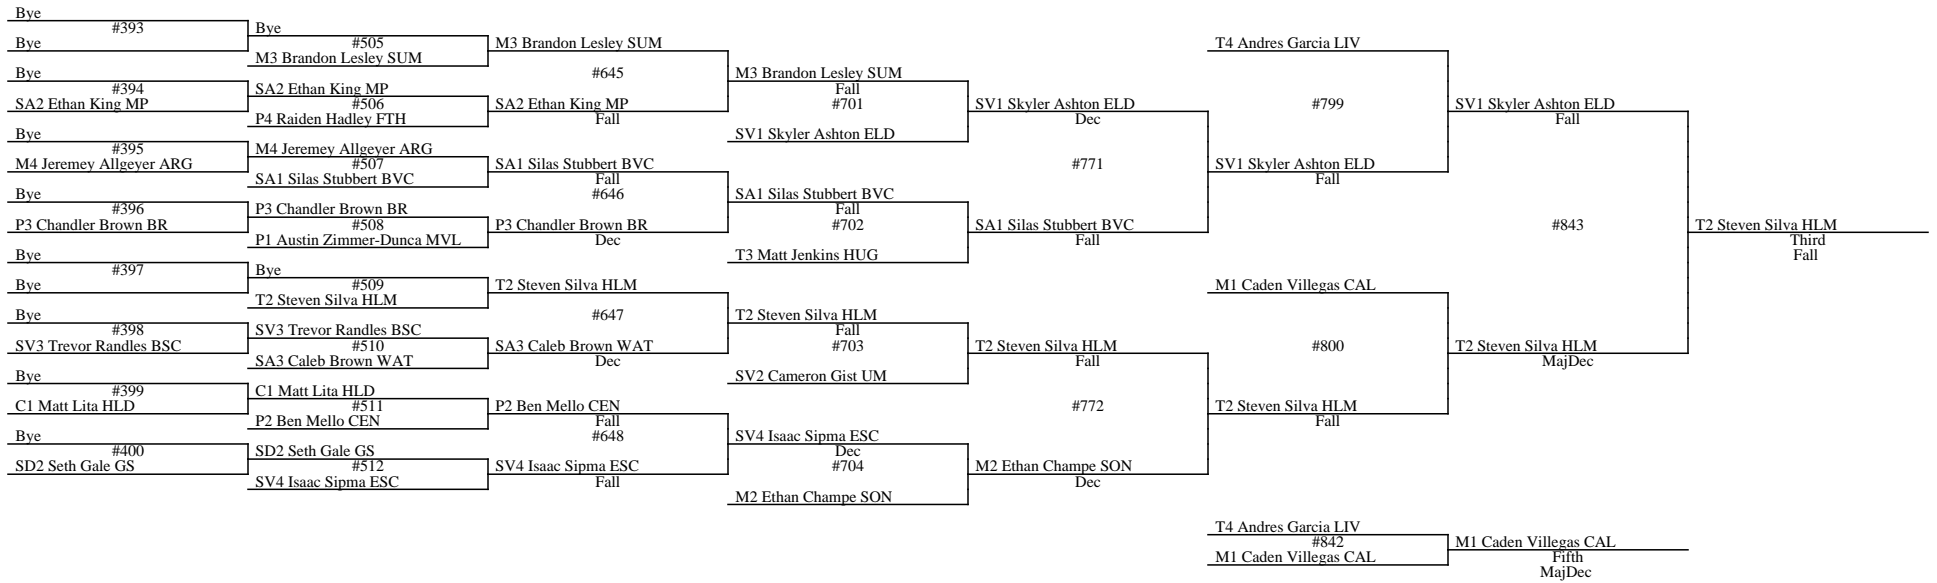 Bye
#393
Bye
Bye
#394
SA2 Ethan King MP
Bye
#395
M4 Jeremey Allgeyer ARG
Bye
#396
P3 Chandler Brown BR
Bye
#397
Bye
Bye
#398
SV3 Trevor Randles BSC
Bye
#399
C1 Matt Lita HLD
Bye
#400
SD2 Seth Gale GS
Bye
#505
M3 Brandon Lesley SUM
SA2 Ethan King MP
#506
P4 Raiden Hadley FTH
M4 Jeremey Allgeyer ARG
#507
SA1 Silas Stubbert BVC
P3 Chandler Brown BR
#508
P1 Austin Zimmer-Dunca MVL
Bye
#509
T2 Steven Silva HLM
SV3 Trevor Randles BSC
#510
SA3 Caleb Brown WAT
C1 Matt Lita HLD
#511
P2 Ben Mello CEN
SD2 Seth Gale GS
#512
SV4 Isaac Sipma ESC
M3 Brandon Lesley SUM
#645
SA2 Ethan King MP
Fall
SA1 Silas Stubbert BVC
Fall
#646
P3 Chandler Brown BR
Dec
T2 Steven Silva HLM
#647
SA3 Caleb Brown WAT
Dec
P2 Ben Mello CEN
Fall
#648
SV4 Isaac Sipma ESC
Fall
M3 Brandon Lesley SUM
Fall
#701
SV1 Skyler Ashton ELD
SA1 Silas Stubbert BVC
Fall
#702
T3 Matt Jenkins HUG
T2 Steven Silva HLM
Fall
#703
SV2 Cameron Gist UM
SV4 Isaac Sipma ESC
Dec
#704
M2 Ethan Champe SON
SV1 Skyler Ashton ELD
Dec
#771
SA1 Silas Stubbert BVC
Fall
T2 Steven Silva HLM
Fall
#772
M2 Ethan Champe SON
Dec
T4 Andres Garcia LIV
#799
SV1 Skyler Ashton ELD
Fall
M1 Caden Villegas CAL
#800
T2 Steven Silva HLM
Fall
SV1 Skyler Ashton ELD
Fall
#843
T2 Steven Silva HLM
MajDec
T2 Steven Silva HLM
Third
Fall
T4 Andres Garcia LIV
#842
M1 Caden Villegas CAL
M1 Caden Villegas CAL
Fifth
MajDec